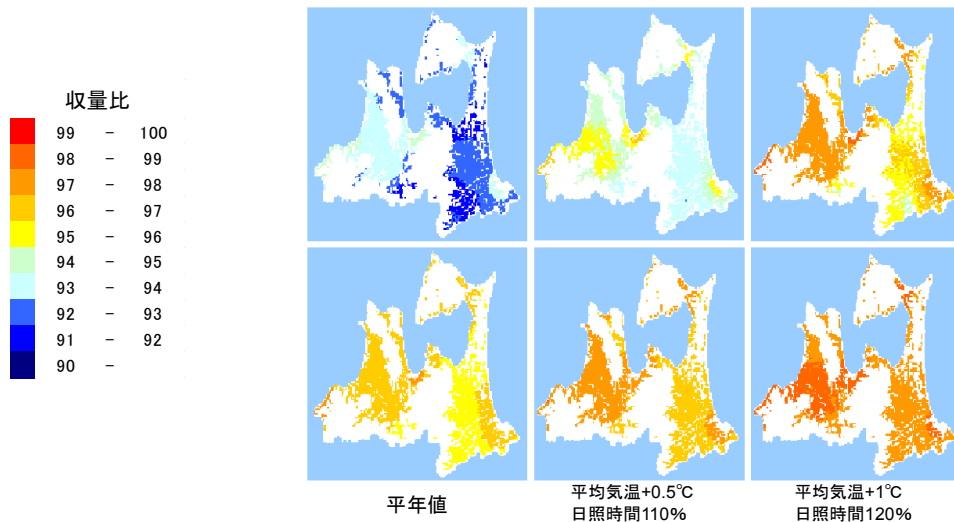 収量比
99 - 100
98 - 99
97 - 98
96 - 97
95 - 96
94 - 95
93 - 94
92 - 93
91 - 92
90 -
平年値
平均気温+0.5℃
日照時間110%
平均気温+1℃
日照時間120%